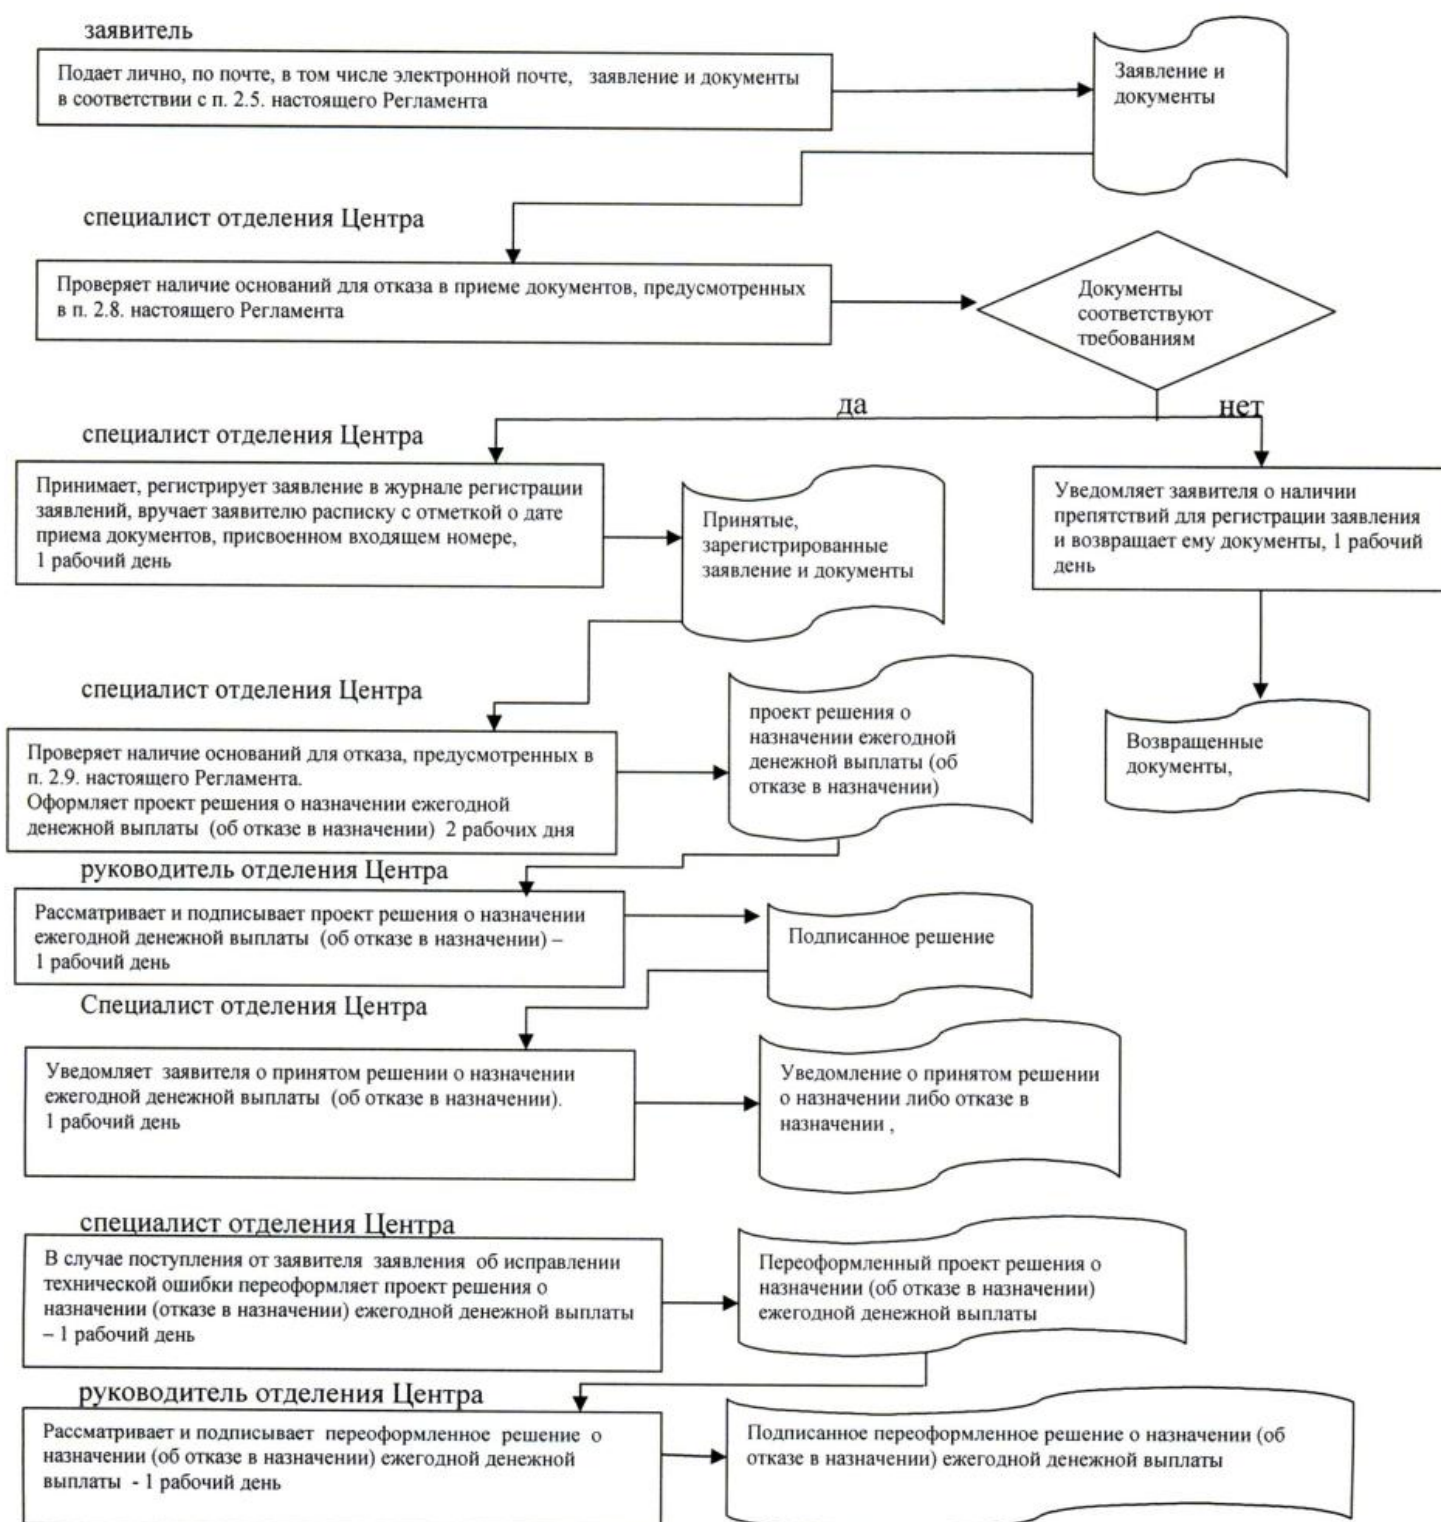 заявитель
Подает лично, по почте, в том числе электронной почте, заявление и документы
в соответствии с п. 2.5. настоящего Регламента
Заявление и
документы
специалист отделения Центра
Проверяет наличие оснований для отказа в приеме документов, предусмотренных
в п. 2.8. настоящего Регламента
Документы
соответствуют
требованиям
да
нет
специалист отделения Центра
Принимает, регистрирует заявление в журнале регистрации
заявлений, вручает заявителю расписку с отметкой о дате
приема документов, присвоенном входящем номере,
1 рабочий день
Принятые,
зарегистрированные
заявление и документы
Уведомляет заявителя о наличии
препятствий для регистрации заявления
и возвращает ему документы, 1 рабочий
день
специалист отделения Центра
Проверяет наличие оснований для отказа, предусмотренных в
п. 2.9. настоящего Регламента.
Оформляет проект решения о назначении ежегодной
денежной выплаты (об отказе в назначении) 2 рабочих дня
проект решения о
назначении ежегодной
денежной выплаты (об
отказе в назначении)
Возвращенные
документы,
руководитель отделения Центра
Рассматривает и подписывает проект решения о назначении
ежегодной денежной выплаты (об отказе в назначении) –
1 рабочий день
Подписанное решение
Специалист отделения Центра
Уведомляет заявителя о принятом решении о назначении
ежегодной денежной выплаты (об отказе в назначении).
1 рабочий день
Уведомление о принятом решении
о назначении либо отказе в
назначении ,
специалист отделения Центра
В случае поступления от заявителя заявления об исправлении
технической ошибки переоформляет проект решения о
назначении (отказе в назначении) ежегодной денежной выплаты
– 1 рабочий день
Переоформленный проект решения о
назначении (об отказе в назначении)
ежегодной денежной выплаты
руководитель отделения Центра
Рассматривает и подписывает переоформленное решение о
назначении (об отказе в назначении) ежегодной денежной
выплаты - 1 рабочий день
Подписанное переоформленное решение о назначении (об
отказе в назначении) ежегодной денежной выплаты